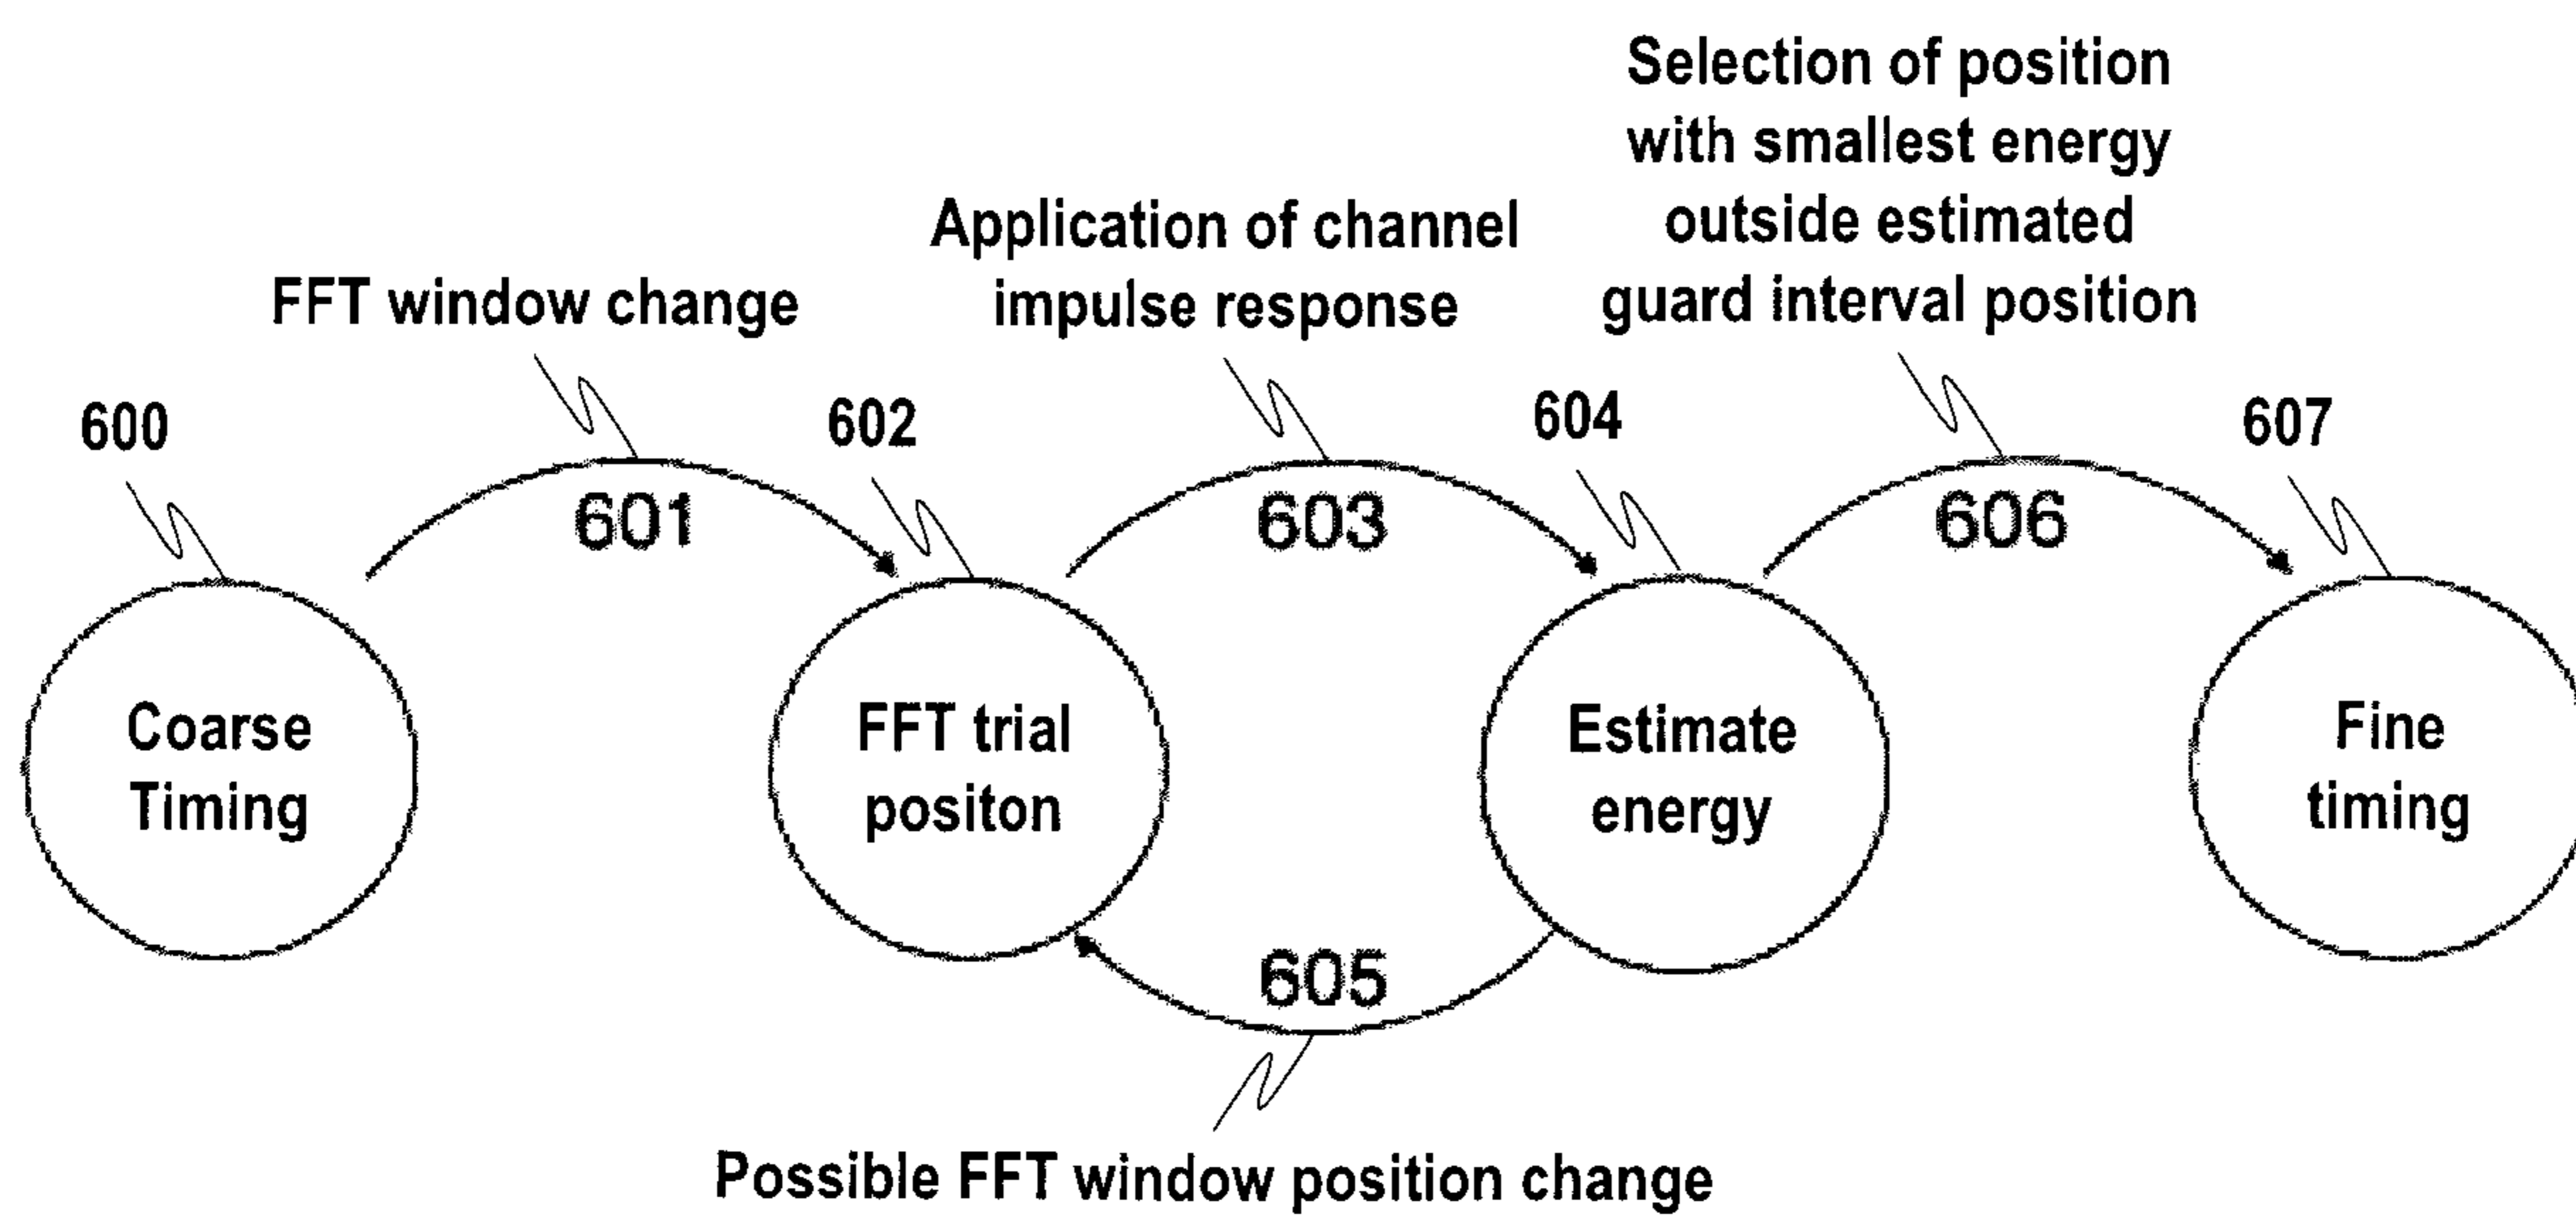 Selection of position
with smallest energy
outside estimated
guard interval position
Application of channel
impulse response
FFT window change
600
602
604
607
601
603
606
Coarse
Timing
FFT trial
positon
Estimate
energy
Fine
timing
605
Possible FFT window position change